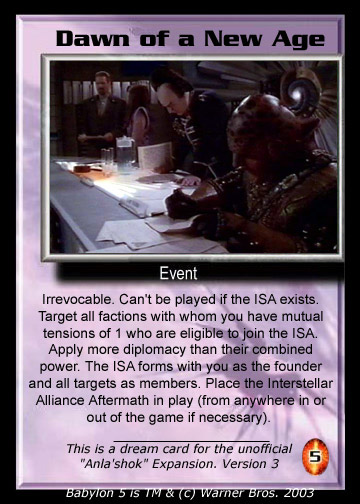 Dawn of a New Age
Event
Irrevocable. Can't be played if the ISA exists.
Target all factions with whom you have mutual
tensions of 1 who are eligible to join the ISA.
Apply more diplomacy than their combined
power. The ISA forms with you as the founder
and all targets as members. Place the Interstellar
Alliance Aftermath in play (from anywhere in or
out of the game if necessary).
This is a dream card for the unofficial
"Anla'shok" Expansion. Version 3
5
Babylon 5 is TM & (c) Warner Bros. 2003